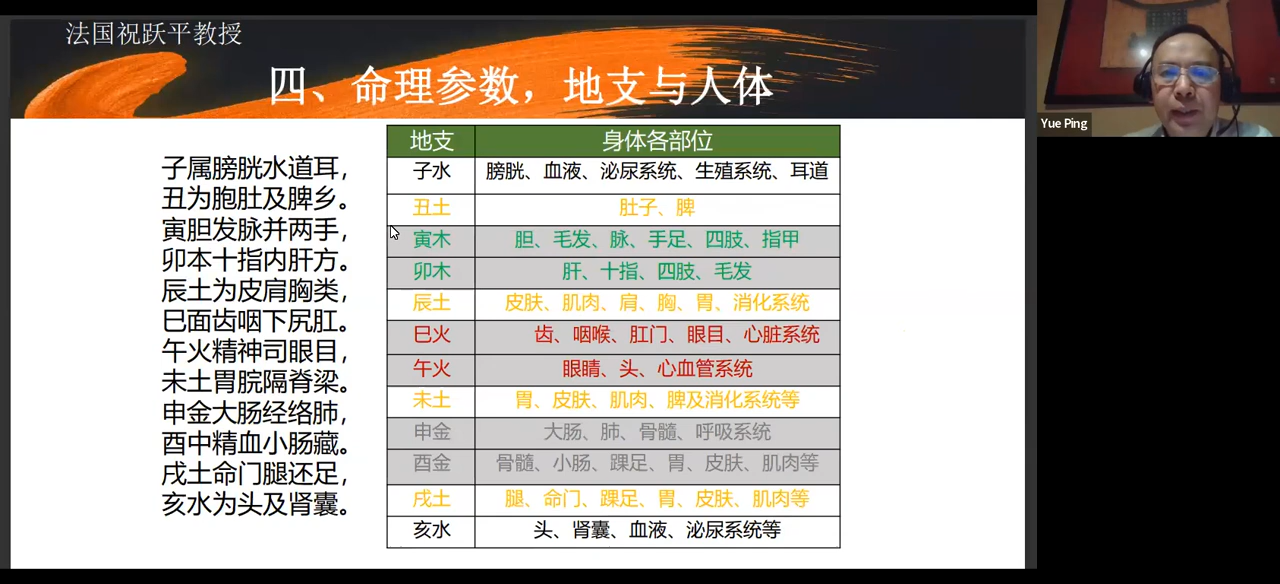 法国祝跃平教授
四、命理参数，地支与人体
子属膀胱水道耳，
丑为胞肚及脾乡。
寅胆发脉并两手，
卯本十指内肝方。
辰土为皮肩胸类，
巳面齿咽下尻肛。
午火精神司眼目，
未土胃脘隔脊梁。
申金大肠经络肺，
酉中精血小肠藏。
戌土命门腿还足，
亥水为头及肾囊。
地支 身体各部位
子水 膀胱、血液、泌尿系统、生殖系统、耳道
丑土 肚子、脾
寅木 胆、毛发、脉、手足、四肢、指甲
卯木 肝、十指、四肢、毛发
辰土 皮肤、肌肉、肩、胸、胃、消化系统
巳火 齿、咽喉、肛门、眼目、心脏系统
午火 眼睛、头、心血管系统
未土 胃、皮肤、肌肉、脾及消化系统等
申金 大肠、肺、骨髓、呼吸系统
酉金 骨髓、小肠、踝足、胃、皮肤、肌肉等
戌土 腿、命门、踝足、胃、皮肤、肌肉等
亥水 头、肾囊、血液、泌尿系统等
Yue Ping